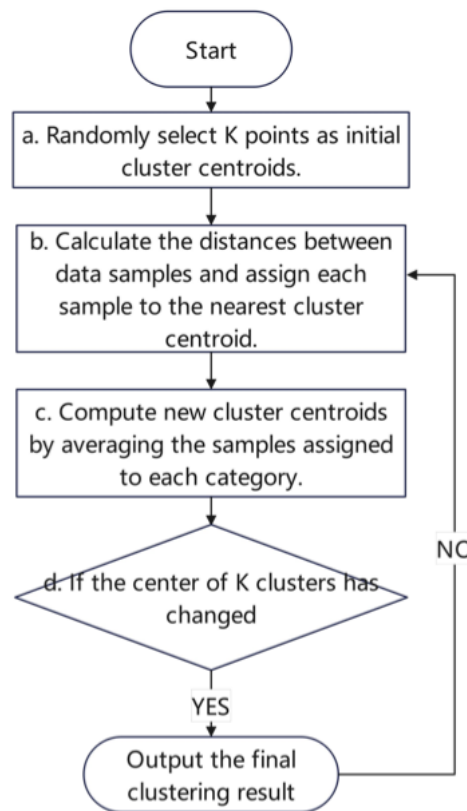 Start
a. Randomly select K points as initial
cluster centroids.
b. Calculate the distances between
data samples and assign each
sample to the nearest cluster
centroid.
c. Compute new cluster centroids
by averaging the samples assigned
to each category.
d. If the center of K clusters has
changed
NO
YES
Output the final
clustering result